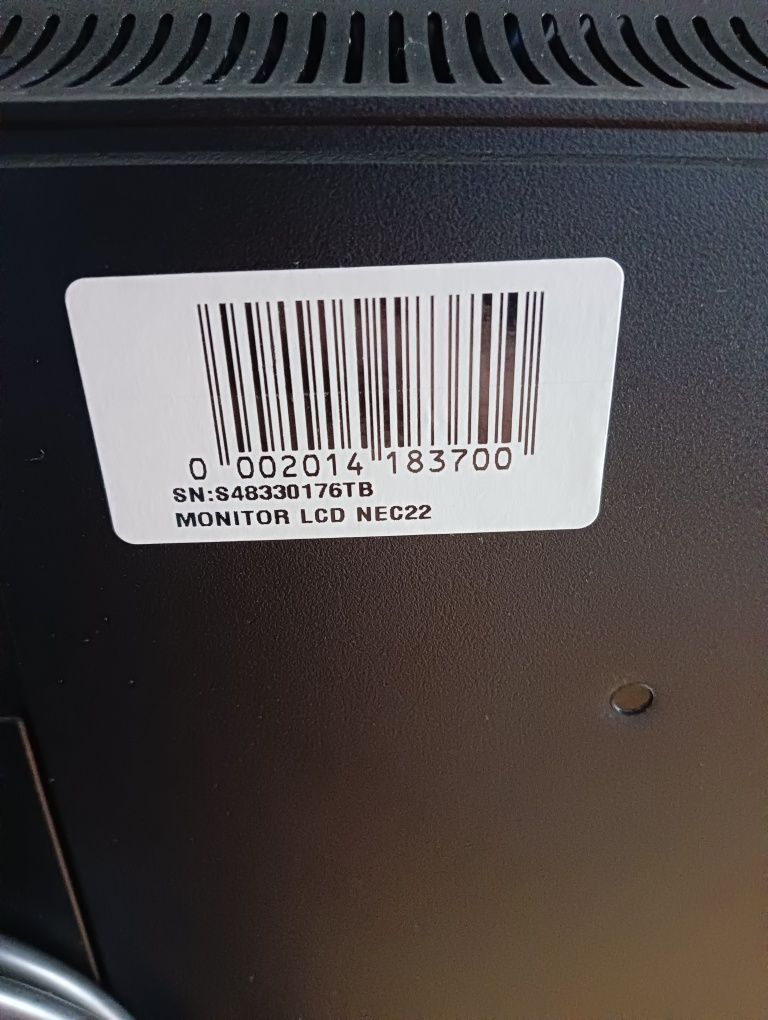 0 002014 183700
SN:S48330176TB
MONITOR LCD NEC22